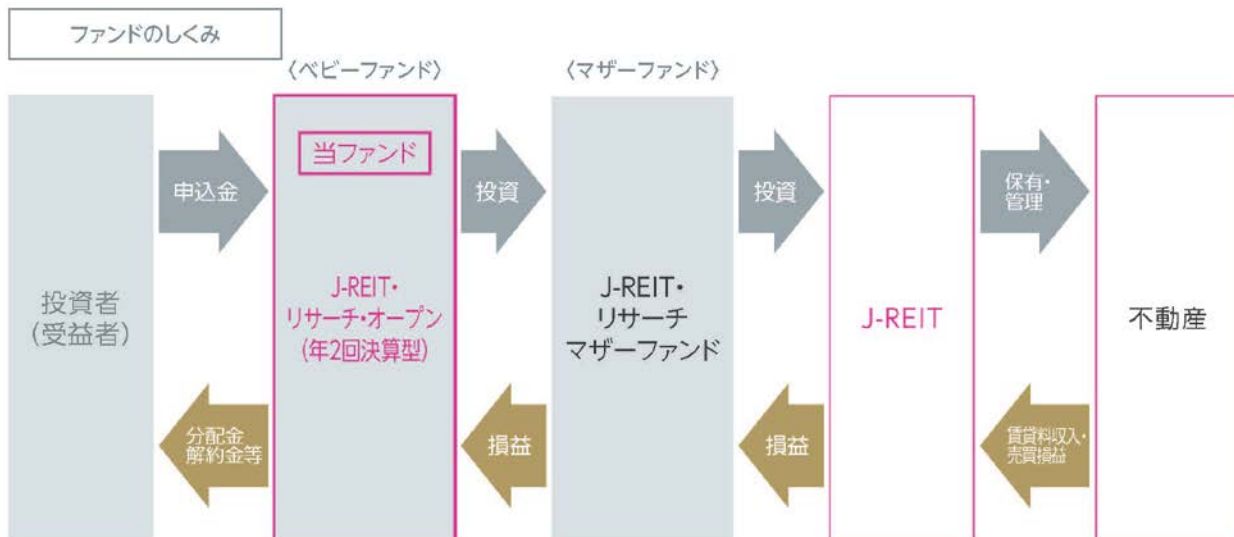 ファンドのしくみ
〈ベビーファンド〉
〈マザーファンド〉
投資者
(受益者)
申込金
分配金
解約金等
当ファンド
J-REIT・
リサーチ・オープン
(年2回決算型)
投資
損益
J-REIT・
リサーチ
マザーファンド
投資
損益
J-REIT
保有・
管理
賃貸料収入・
売買損益
不動産